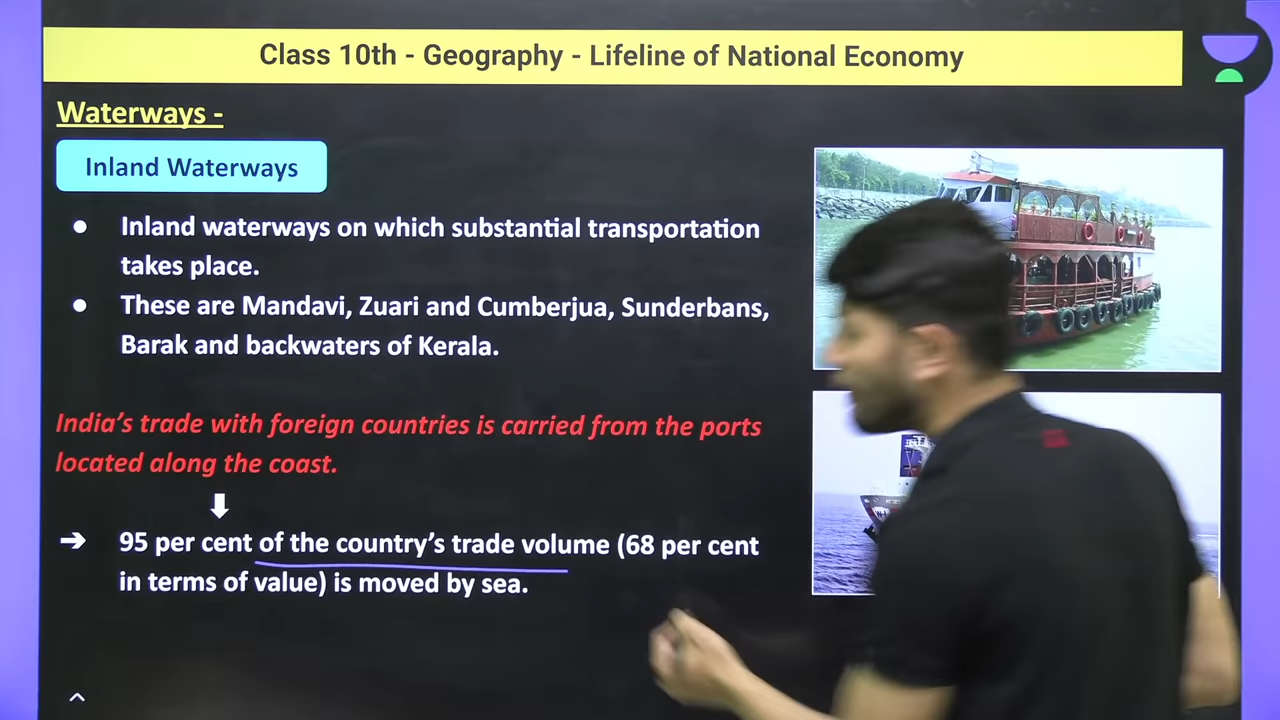 Class 10th - Geography - Lifeline of National Economy
Waterways -
Inland Waterways
● Inland waterways on which substantial transportation
takes place.
● These are Mandavi, Zuari and Cumberjua, Sunderbans,
Barak and backwaters of Kerala.
India's trade with foreign countries is carried from the ports
located along the coast.
➔ 95 per cent of the country's trade volume (68 per cent
in terms of value) is moved by sea.